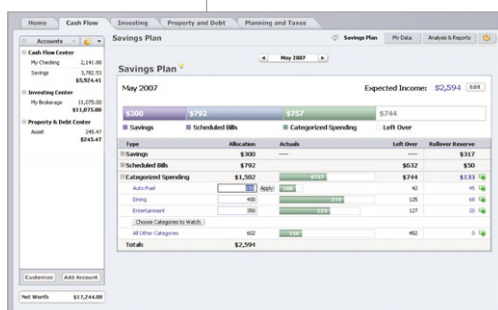 Home Cash Flow Investing Property and Debt Planning and Taxes
Accounts
Savings Plan
Savings Plan My Data Analysis & Reports
Cash Flow Center
My Checking 2,141.88
Savings 3,782.53
$5,924.41
Investing Center
My Brokerage 11,075.00
$11,075.00
Property & Debt Center
Asset 245.47
$245.47
May 2007
Savings Plan
May 2007 Expected Income: $2,594 Edit
$300 $792 $757 $744
Savings Scheduled Bills Categorized Spending Left Over
Type Allocation Actuals Left Over Rollover Reserve
Savings $300 ---- ---- $317
Scheduled Bills $792 $632 $50
Categorized Spending $1,502 $757 $744 $133
Auto:Fuel Apply 108 42 45
Dining 400 275 125 68
Entertainment 350 223 127 20
Choose Categories to Watch
All Other Categories 602 150 452 0
Totals $2,594
Customize Add Account
Net Worth $17,244.88